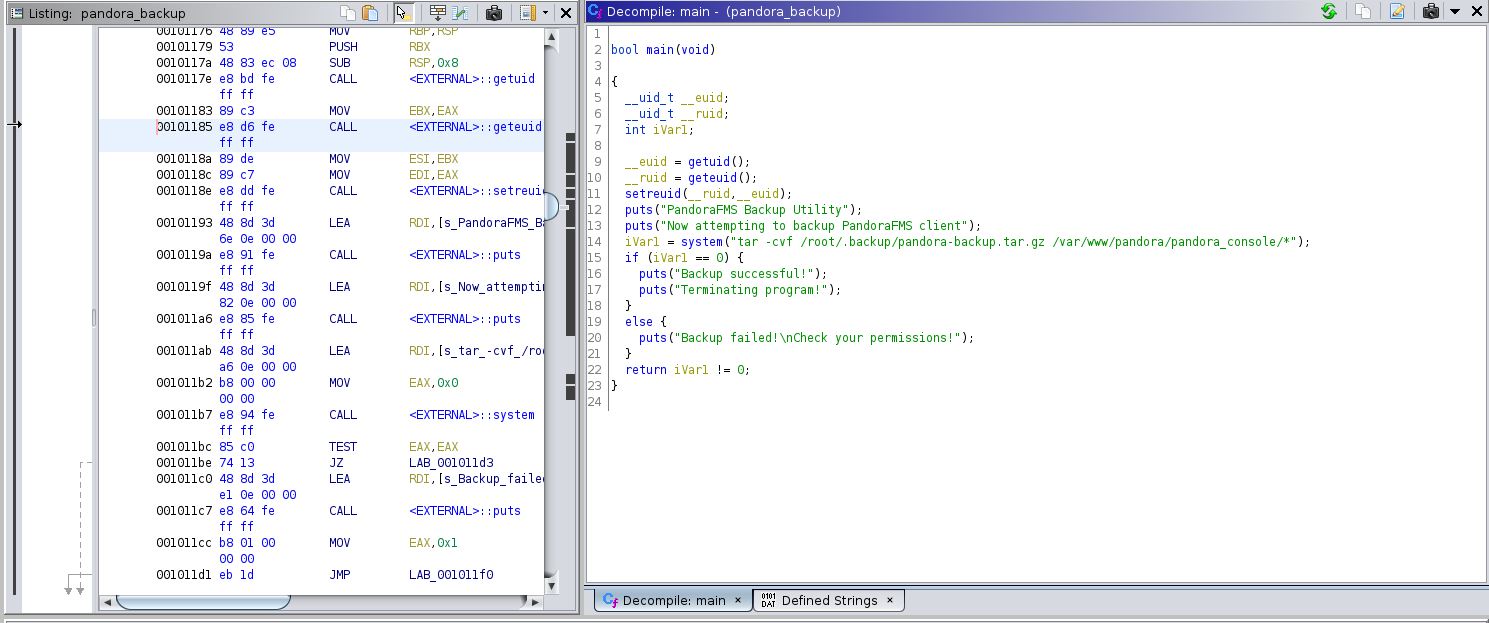 Listing: pandora_backup
00101176 48 89 e5 MOV RBP,RSP
00101179 53 PUSH RBX
0010117a 48 83 ec 08 SUB RSP,0x8
0010117e e8 bd fe CALL <EXTERNAL>::getuid
ff ff
00101183 89 c3 MOV EBX,EAX
00101185 e8 d6 fe CALL <EXTERNAL>::geteuid
ff ff
0010118a 89 de MOV ESI,EBX
0010118c 89 c7 MOV EDI,EAX
0010118e e8 dd fe CALL <EXTERNAL>::setreui
ff ff
00101193 48 8d 3d LEA RDI,[s_PandoraFMS_Ba
6e 0e 00 00
0010119a e8 91 fe CALL <EXTERNAL>::puts
ff ff
0010119f 48 8d 3d LEA RDI,[s_Now_attemptin
82 0e 00 00
001011a6 e8 85 fe CALL <EXTERNAL>::puts
ff ff
001011ab 48 8d 3d LEA RDI,[s_tar_-cvf_/roo
a6 0e 00 00
001011b2 b8 00 00 MOV EAX,0x0
00 00
001011b7 e8 94 fe CALL <EXTERNAL>::system
ff ff
001011bc 85 c0 TEST EAX,EAX
001011be 74 13 JZ LAB_001011d3
001011c0 48 8d 3d LEA RDI,[s_Backup_failed
e1 0e 00 00
001011c7 e8 64 fe CALL <EXTERNAL>::puts
ff ff
001011cc b8 01 00 MOV EAX,0x1
00 00
001011d1 eb 1d JMP LAB_001011f0
Decompile: main - (pandora_backup)
1
2 bool main(void)
3
4 {
5 __uid_t __euid;
6 __uid_t __ruid;
7 int iVar1;
8
9 __euid = getuid();
10 __ruid = geteuid();
11 setreuid(__ruid,__euid);
12 puts("PandoraFMS Backup Utility");
13 puts("Now attempting to backup PandoraFMS client");
14 iVar1 = system("tar -cvf /root/.backup/pandora-backup.tar.gz /var/www/pandora/pandora_console/*");
15 if (iVar1 == 0) {
16 puts("Backup successful!");
17 puts("Terminating program!");
18 }
19 else {
20 puts("Backup failed!\nCheck your permissions!");
21 }
22 return iVar1 != 0;
23 }
24
Decompile: main ×
0101 DAT Defined Strings ×